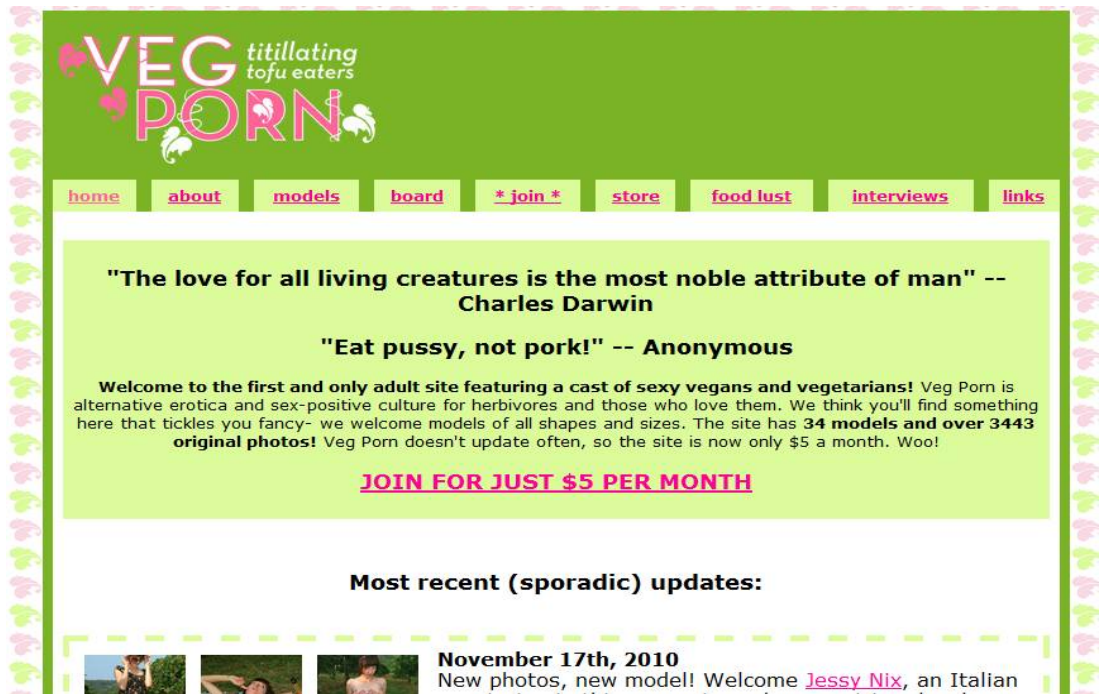 VEG titillating
tofu eaters
PORN
home about models board * join * store food lust interviews links
"The love for all living creatures is the most noble attribute of man" --
Charles Darwin
"Eat pussy, not pork!" -- Anonymous
Welcome to the first and only adult site featuring a cast of sexy vegans and vegetarians! Veg Porn is
alternative erotica and sex-positive culture for herbivores and those who love them. We think you'll find something
here that tickles you fancy- we welcome models of all shapes and sizes. The site has 34 models and over 3443
original photos! Veg Porn doesn't update often, so the site is now only $5 a month. Woo!
JOIN FOR JUST $5 PER MONTH
Most recent (sporadic) updates:
November 17th, 2010
New photos, new model! Welcome Jessy Nix, an Italian